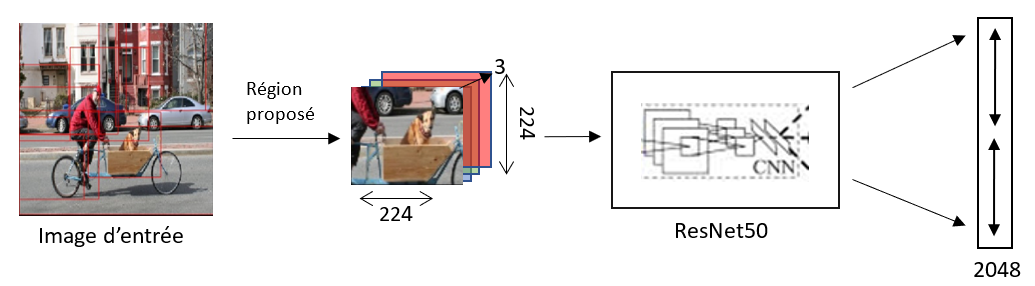 Image d'entrée
Région
proposé
3
224
224
CNN
ResNet50
2048